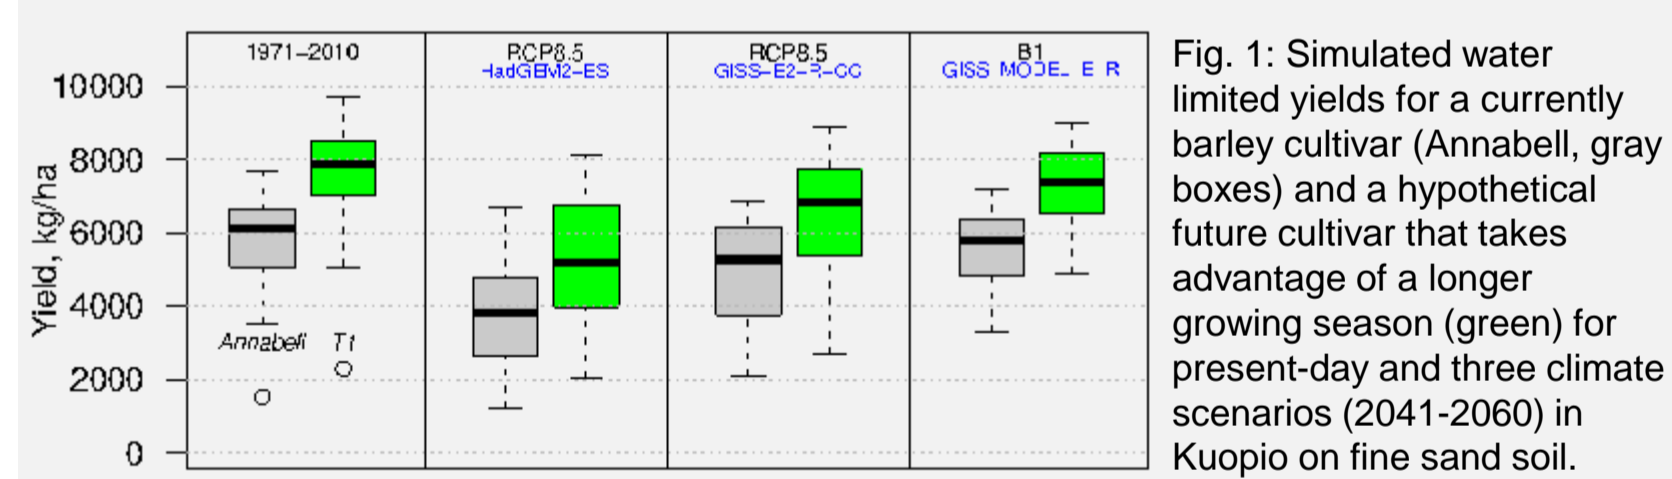 1971–2010
RCP8.5
HadGEM2-ES
RCP8.5
GISS-E2-R-CC
B1
GISS MODEL E R
10000
8000
6000
4000
2000
0
Yield, kg/ha
Annabell T1
Fig. 1: Simulated water
limited yields for a currently
barley cultivar (Annabell, gray
boxes) and a hypothetical
future cultivar that takes
advantage of a longer
growing season (green) for
present-day and three climate
scenarios (2041-2060) in
Kuopio on fine sand soil.